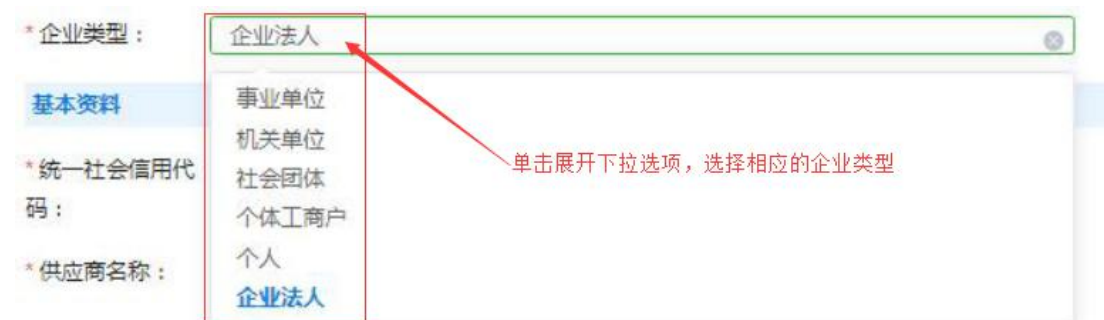 *企业类型：
企业法人
事业单位
基本资料
机关单位
单击展开下拉选项，选择相应的企业类型
*统一社会信用代
码：
社会团体
个体工商户
*供应商名称：
个人
企业法人